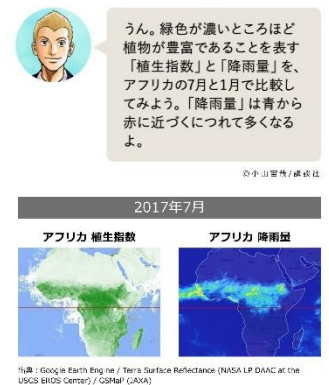 うん。緑色が濃いところほど
植物が豊富であることを表す
「植生指数」と「降雨量」を、
アフリカの7月と1月で比較し
てみよう。「降雨量」は青から
赤に近づくにつれて多くなる
よ。
©小山宙哉/講談社
2017年7月
アフリカ 植生指数
アフリカ 降雨量
出典:Google Earth Engine / Terra Surface Reflectance (NASA LP DAAC at the
USGS EROS Center) / GSMaP (JAXA)